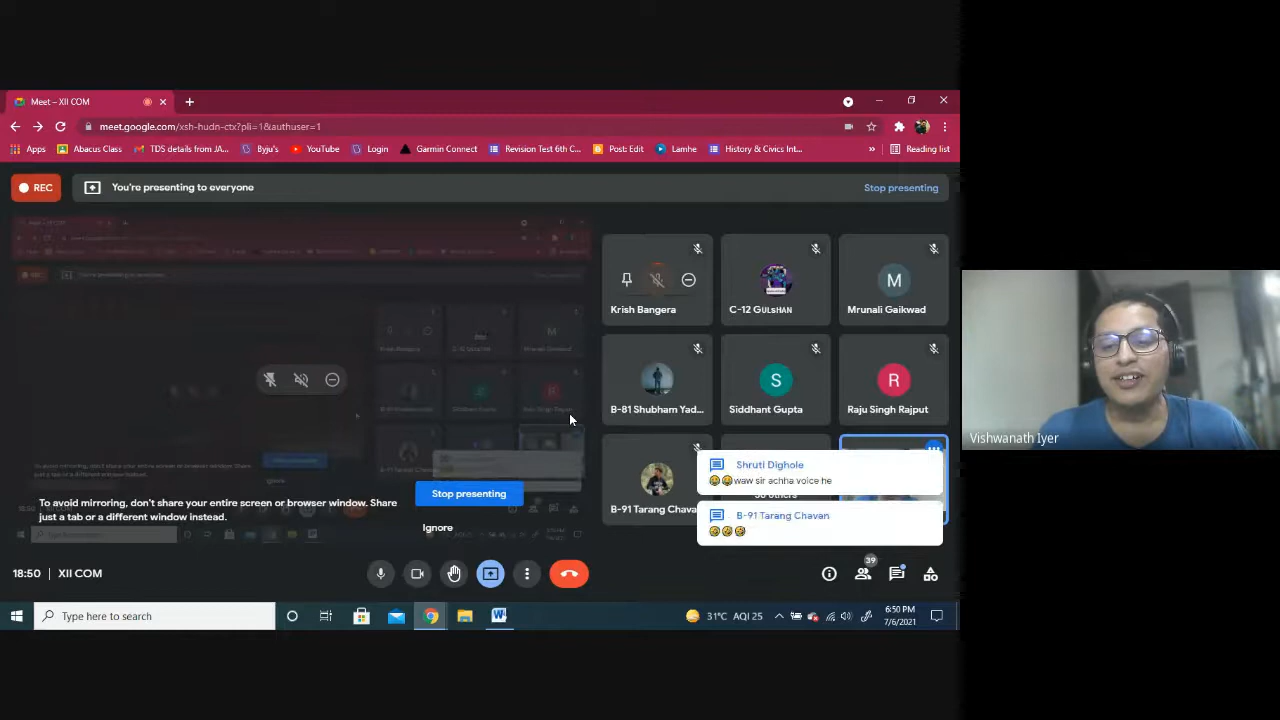 Meet – XII COM
meet.google.com/xsh-hudn-ctx?pli=1&authuser=1
Apps
Abacus Class
TDS details from JA...
Byju's
YouTube
Login
Garmin Connect
Revision Test 6th C...
Post: Edit
Lamhe
History & Civics Int...
»
Reading list
REC
You're presenting to everyone
Stop presenting
Krish Bangera
C-12 GULSHAN
M
Mrunali Gaikwad
B-81 Shubham Yad...
S
Siddhant Gupta
R
Raju Singh Rajput
Vishwanath Iyer
B-91 Tarang Chava
others
Shruti Dighole
😂😂waw sir achha voice he
B-91 Tarang Chavan
To avoid mirroring, don't share your entire screen or browser window. Share
just a tab or a different window instead.
Stop presenting
Ignore
18:50 | XII COM
39
Type here to search
31°C AQI 25
6:50 PM
7/6/2021